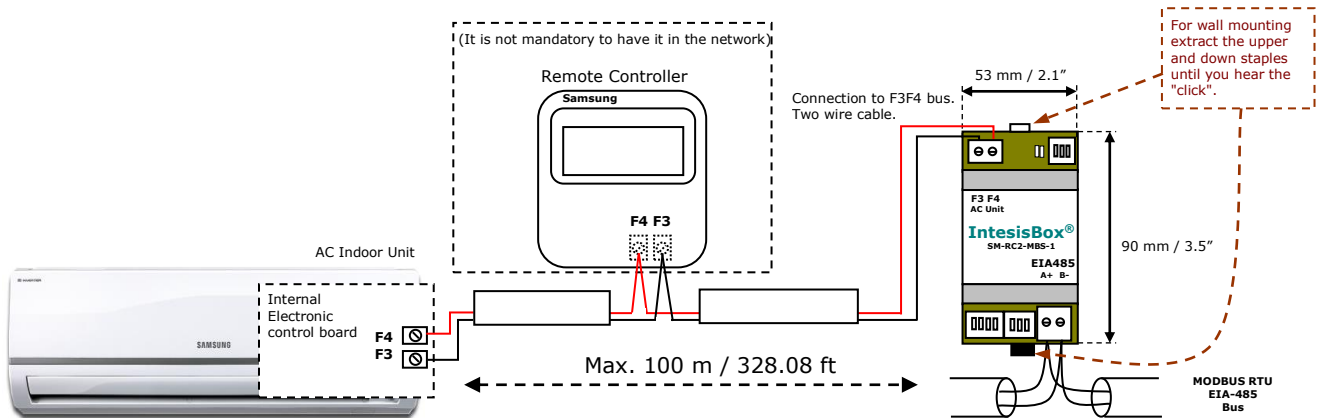 (It is not mandatory to have it in the network)
Remote Controller
Samsung
F4 F3
Connection to F3F4 bus.
Two wire cable.
53 mm / 2.1”
For wall mounting
extract the upper
and down staples
until you hear the
"click".
F3 F4
AC Unit
IntesisBox®
SM-RC2-MBS-1
EIA485
A+ B-
90 mm / 3.5”
AC Indoor Unit
Internal
Electronic
control board
F4
F3
SAMSUNG
Max. 100 m / 328.08 ft
MODBUS RTU
EIA-485
Bus